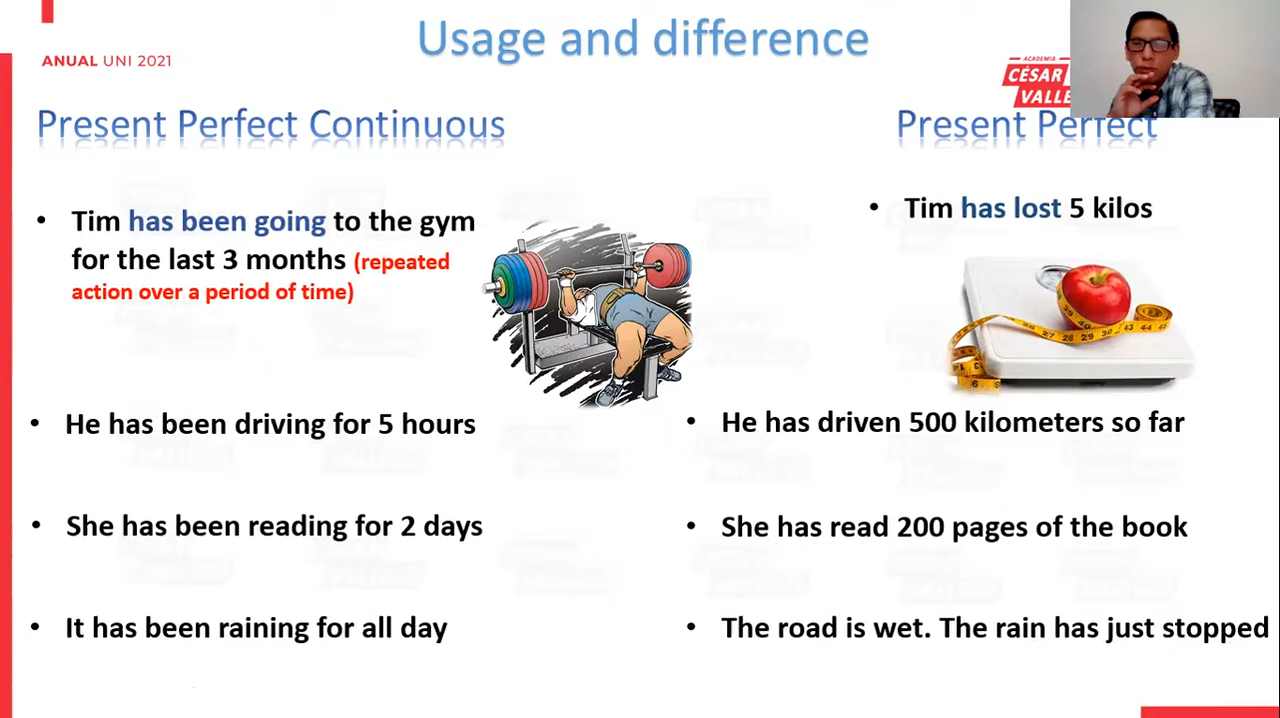 Usage and difference
ANUAL UNI 2021
ACADEMIA
CÉSAR
VALLE
Present Perfect Continuous
Present Perfect
• Tim has been going to the gym
for the last 3 months (repeated
action over a period of time)
• Tim has lost 5 kilos
• He has been driving for 5 hours
• He has driven 500 kilometers so far
• She has been reading for 2 days
• She has read 200 pages of the book
• It has been raining for all day
• The road is wet. The rain has just stopped